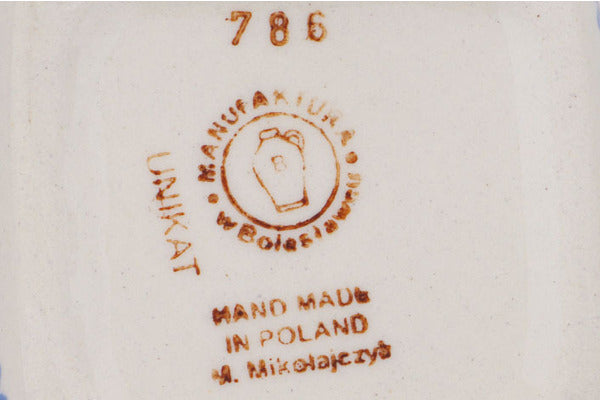 786
MANUFAKTURA
w Bolesławcu
B
UNIKAT
HAND MADE
IN POLAND
M. Mikołajczyk